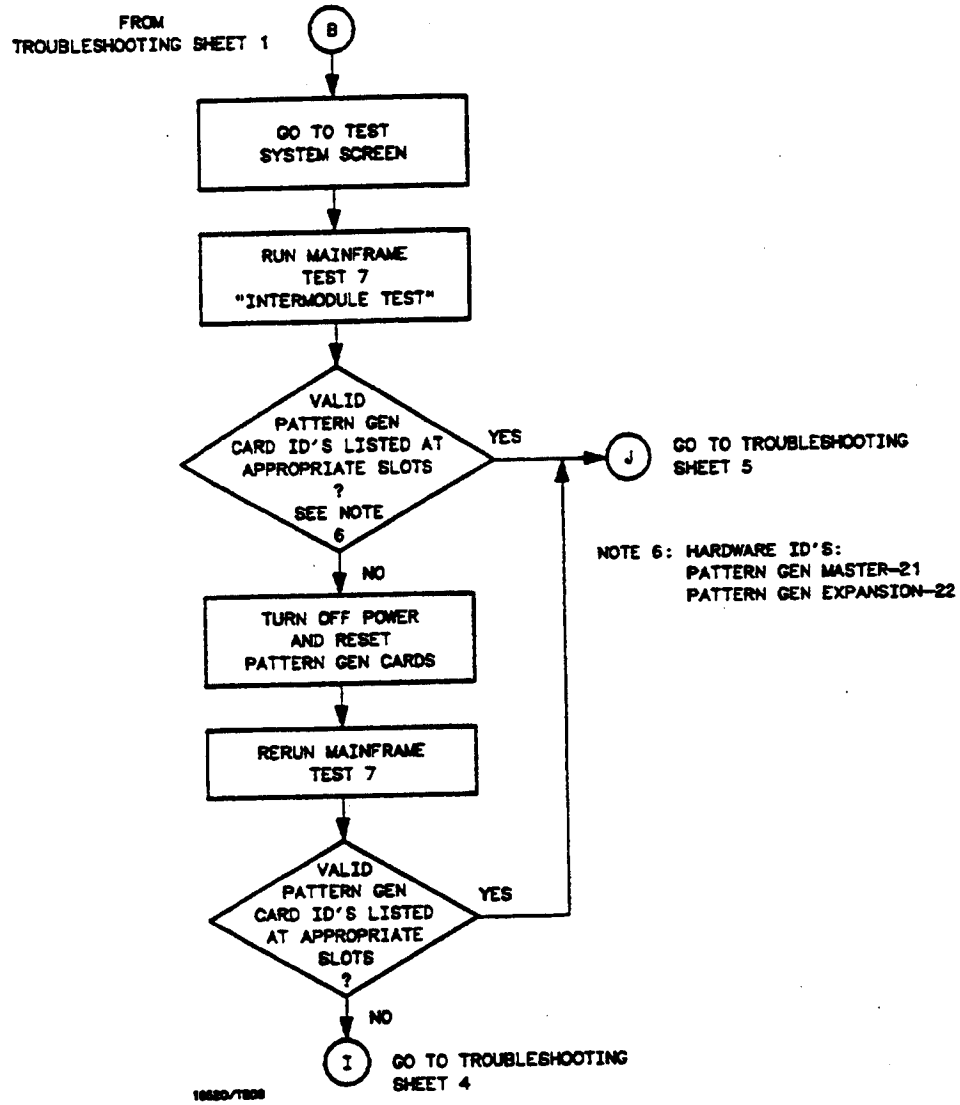 FROM
TROUBLESHOOTING SHEET 1
B
GO TO TEST
SYSTEM SCREEN
RUN MAINFRAME
TEST 7
"INTERMODULE TEST"
VALID
PATTERN GEN
CARD ID'S LISTED AT
APPROPRIATE SLOTS
?
SEE NOTE
6
YES
J
GO TO TROUBLESHOOTING
SHEET 5
NOTE 6: HARDWARE ID'S:
PATTERN GEN MASTER—21
PATTERN GEN EXPANSION—22
NO
TURN OFF POWER
AND RESET
PATTERN GEN CARDS
RERUN MAINFRAME
TEST 7
VALID
PATTERN GEN
CARD ID'S LISTED
AT APPROPRIATE
SLOTS
?
YES
NO
I
GO TO TROUBLESHOOTING
SHEET 4